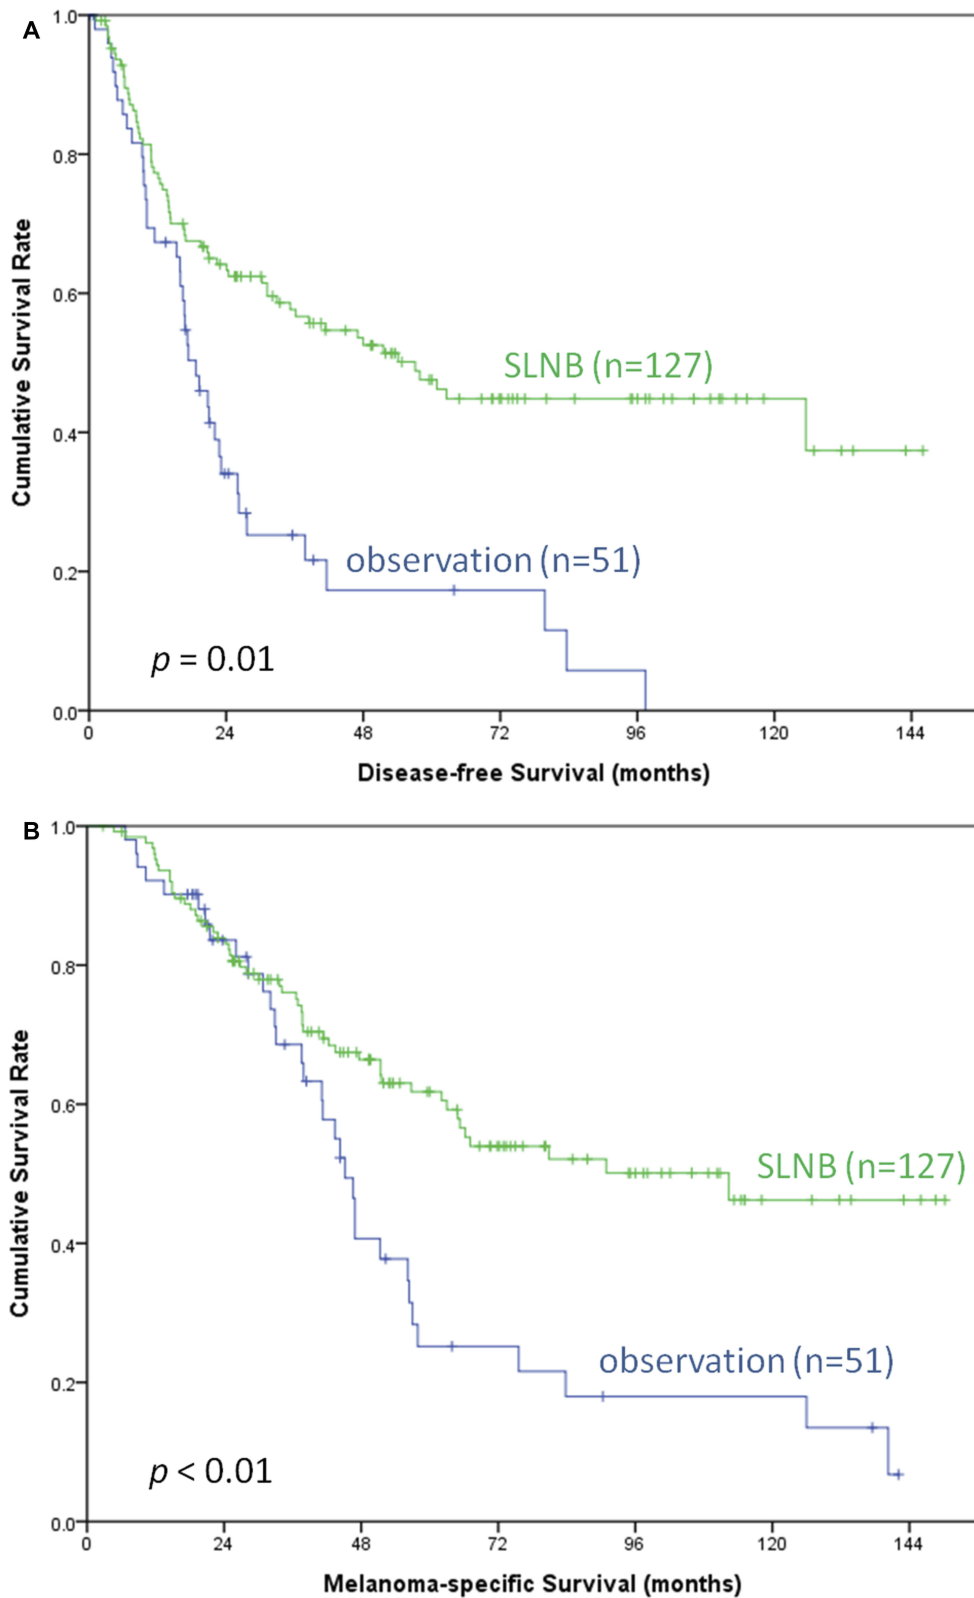 A
1.0
0.8
0.6
0.4
0.2
0.0
Cumulative Survival Rate
SLNB (n=127)
observation (n=51)
p = 0.01
0 24 48 72 96 120 144
Disease-free Survival (months)
B
1.0
0.8
0.6
0.4
0.2
0.0
Cumulative Survival Rate
SLNB (n=127)
observation (n=51)
p < 0.01
0 24 48 72 96 120 144
Melanoma-specific Survival (months)